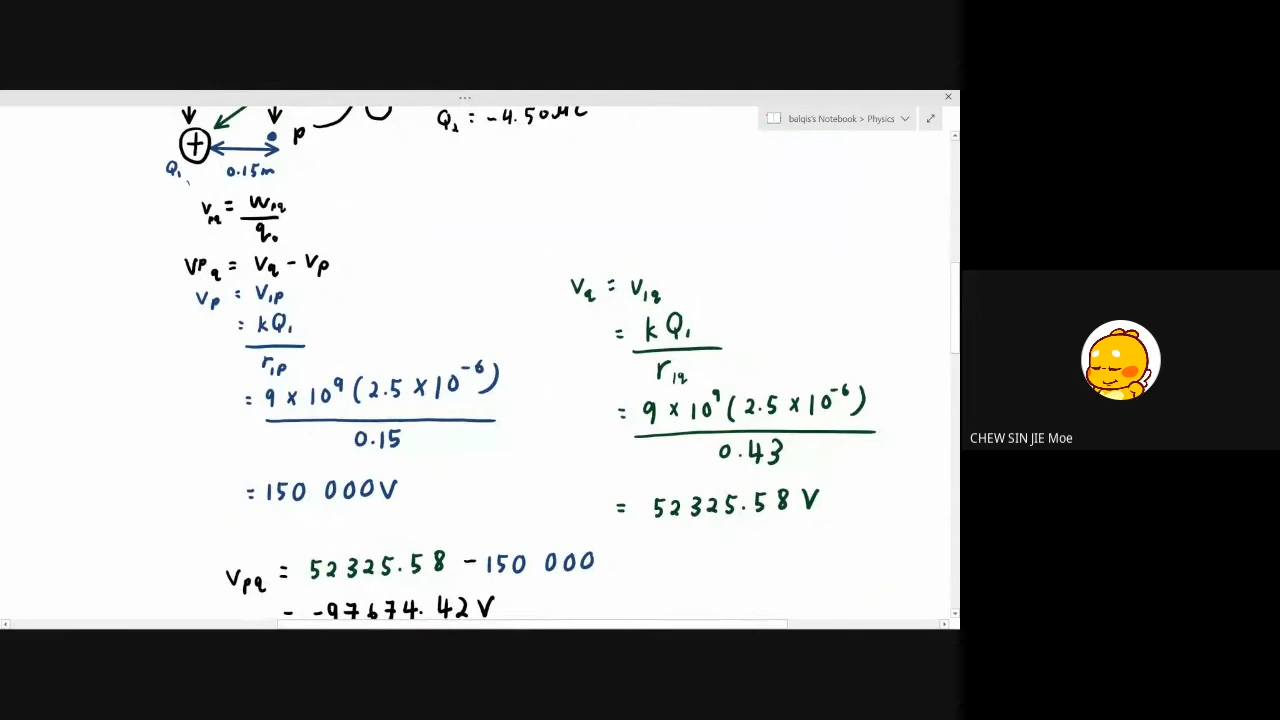 Q₂ : -4.50μC
balqis's Notebook > Physics
P
Q₁
0.15m
Vpq = Wpq
q₀
Vpq = Vq - Vp
Vp = V1p
= kQ₁
r1p
= 9 × 10⁹ (2.5 × 10⁻⁶)
0.15
= 150 000V
Vq = V1q
= kQ₁
r1q
= 9 × 10⁹ (2.5 × 10⁻⁶)
0.43
= 52325.58 V
Vpq = 52325.58 - 150 000
= -97674.42 V
CHEW SIN JIE Moe